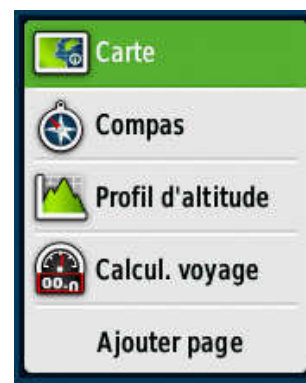 Carte
Compas
Profil d'altitude
Calcul. voyage
Ajouter page